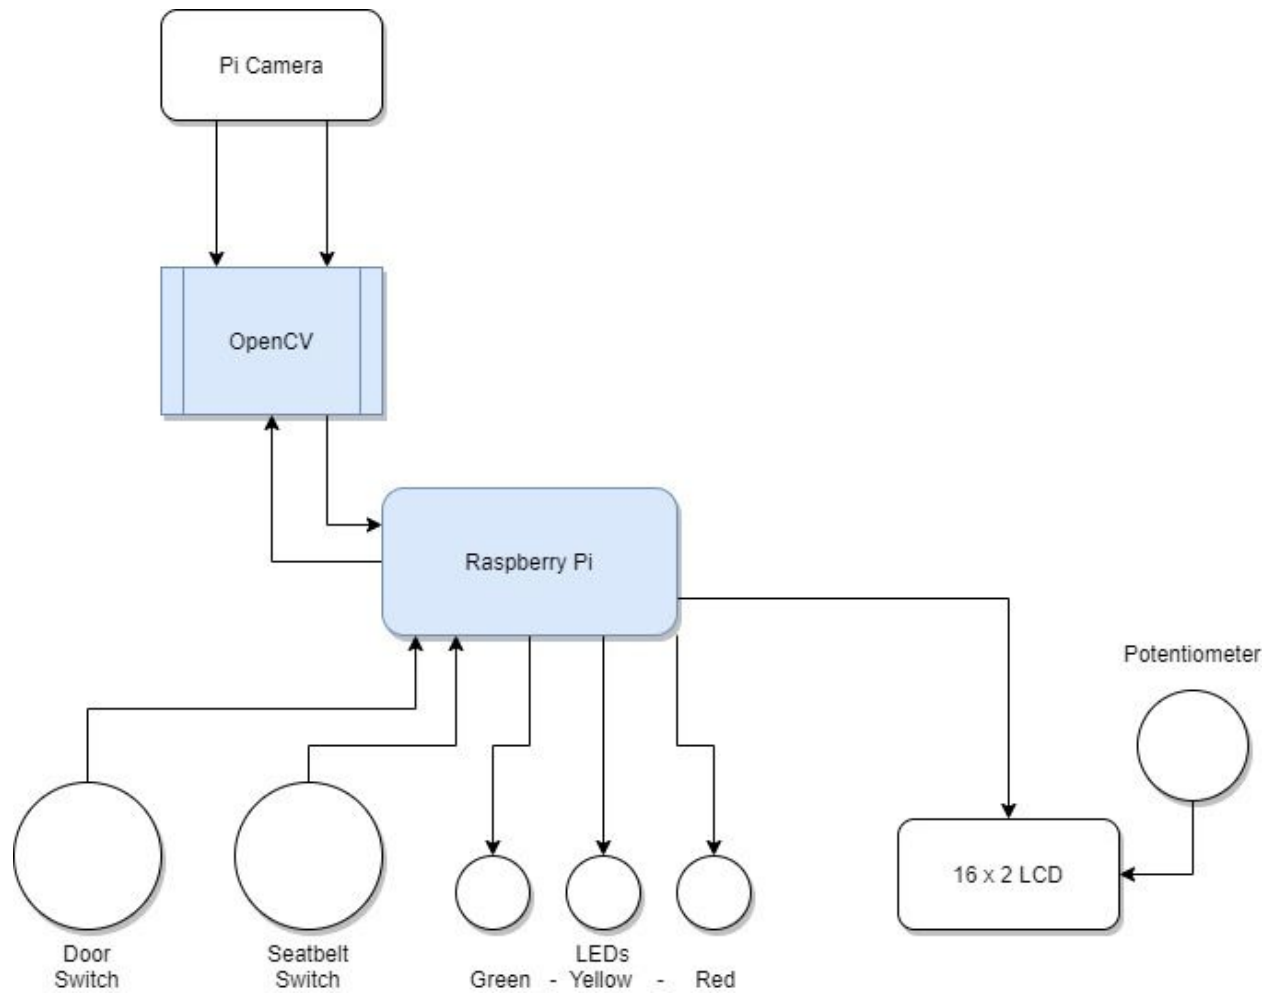 Pi Camera
OpenCV
Raspberry Pi
Potentiometer
16 x 2 LCD
Door
Switch
Seatbelt
Switch
LEDs
Green - Yellow - Red